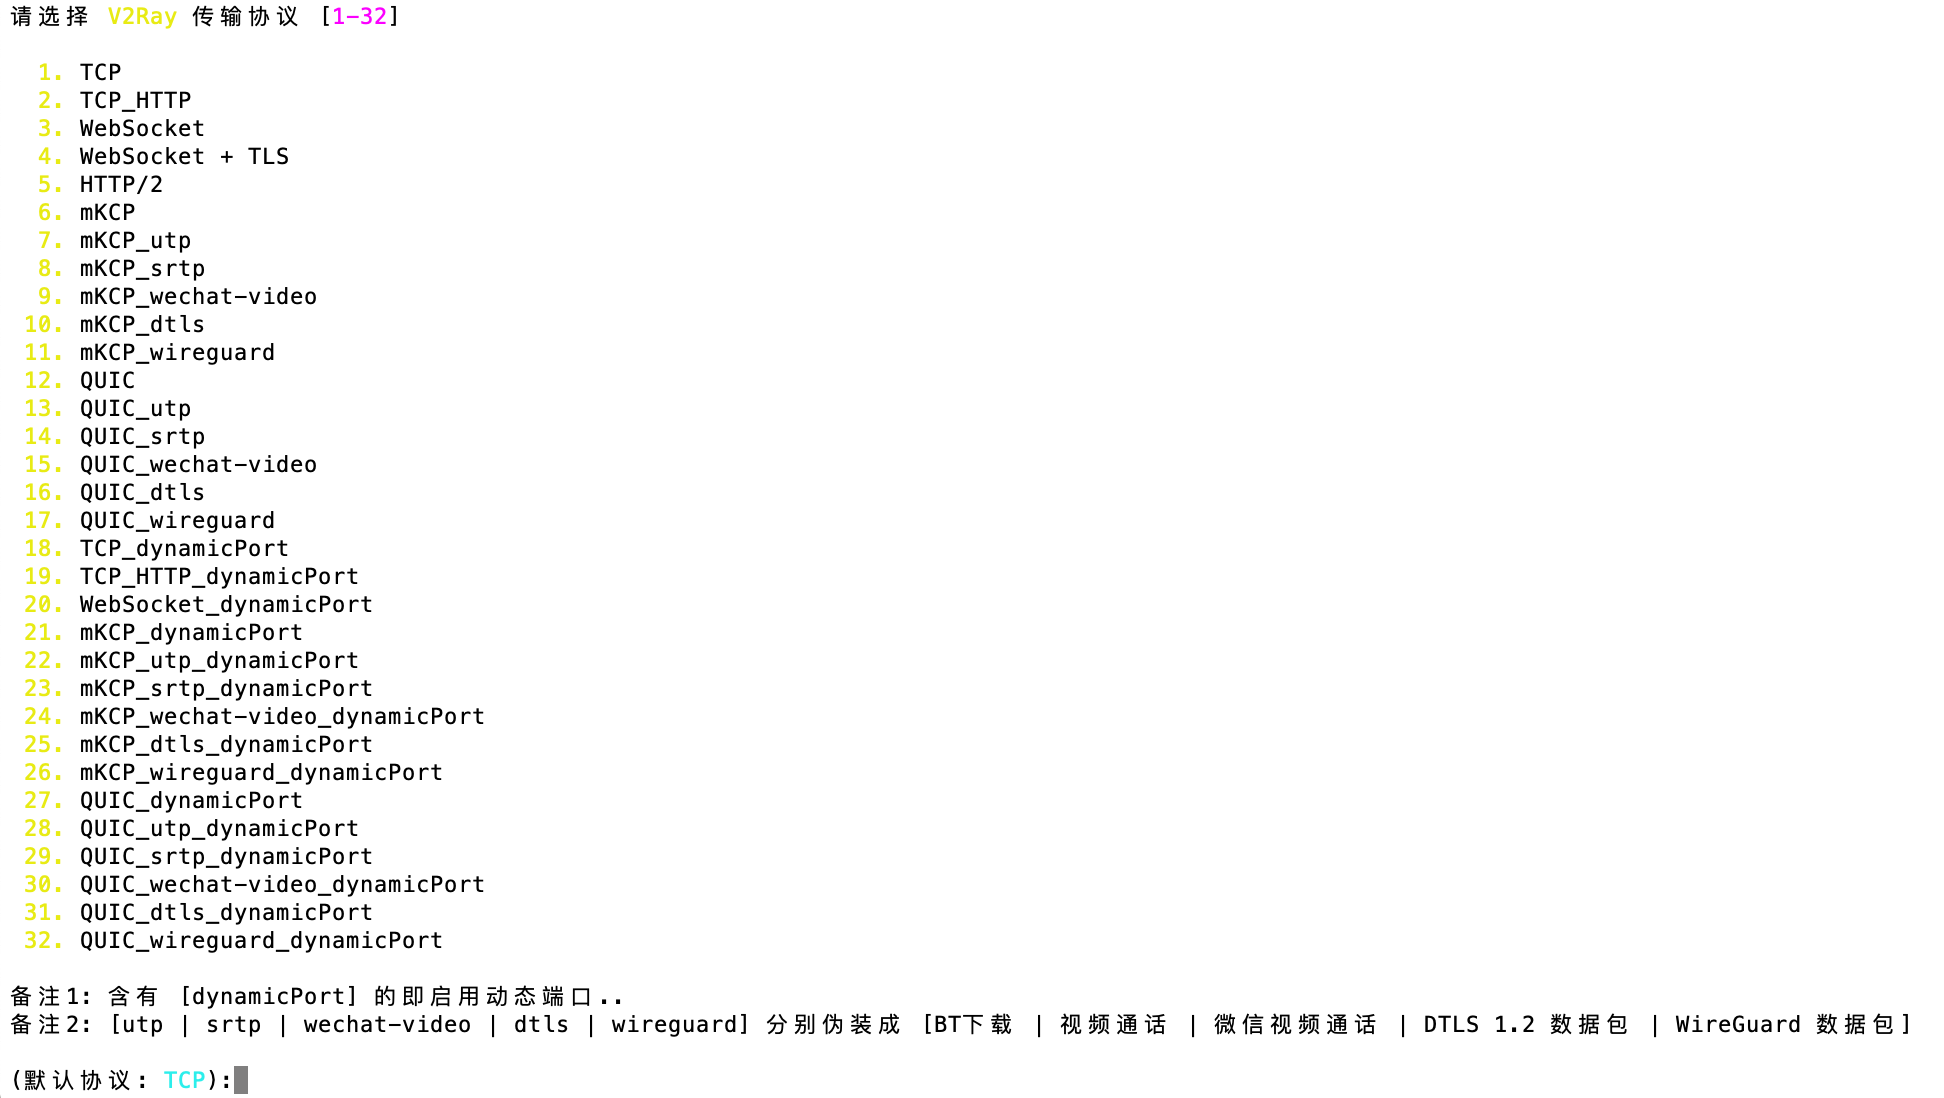 请选择 V2Ray 传输协议 [1-32]
1. TCP
2. TCP_HTTP
3. WebSocket
4. WebSocket + TLS
5. HTTP/2
6. mKCP
7. mKCP_utp
8. mKCP_srtp
9. mKCP_wechat-video
10. mKCP_dtls
11. mKCP_wireguard
12. QUIC
13. QUIC_utp
14. QUIC_srtp
15. QUIC_wechat-video
16. QUIC_dtls
17. QUIC_wireguard
18. TCP_dynamicPort
19. TCP_HTTP_dynamicPort
20. WebSocket_dynamicPort
21. mKCP_dynamicPort
22. mKCP_utp_dynamicPort
23. mKCP_srtp_dynamicPort
24. mKCP_wechat-video_dynamicPort
25. mKCP_dtls_dynamicPort
26. mKCP_wireguard_dynamicPort
27. QUIC_dynamicPort
28. QUIC_utp_dynamicPort
29. QUIC_srtp_dynamicPort
30. QUIC_wechat-video_dynamicPort
31. QUIC_dtls_dynamicPort
32. QUIC_wireguard_dynamicPort
备注1: 含有 [dynamicPort] 的即启用动态端口..
备注2: [utp | srtp | wechat-video | dtls | wireguard] 分别伪装成 [BT下载 | 视频通话 | 微信视频通话 | DTLS 1.2 数据包 | WireGuard 数据包]
(默认协议: TCP):